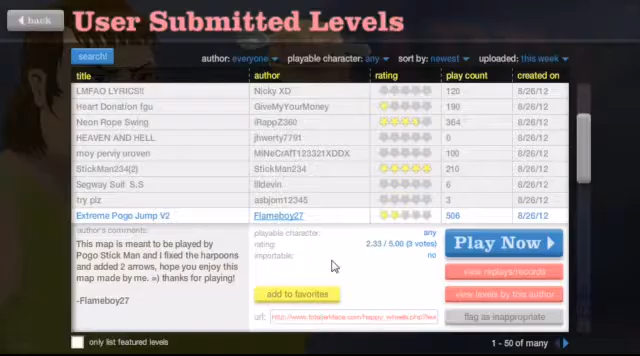 back
User Submitted Levels
search!
author: everyone playable character: any sort by: newest uploaded: this week
title author rating play count created on
LMFAO LYRICS!! Nicky XD 120 8/26/12
Heart Donation fgu GiveMyYourMoney 190 8/26/12
Neon Rope Swing iRappZ360 364 8/26/12
HEAVEN AND HELL jhwerty7791 0 8/26/12
moy perviy uroven MiNeCrAfT123321XDDX 100 8/26/12
StickMan234(2) StickMan234 210 8/26/12
Segway Suit S.S llldevin 6 8/26/12
try plz asbjorn12345 3 8/26/12
Extreme Pogo Jump V2 Flameboy27 506 8/26/12
author's comments:
This map is meant to be played by
Pogo Stick Man and I fixed the harpoons
and added 2 arrows, hope you enjoy this
map made by me. =) thanks for playing!
-Flameboy27
playable character: any
rating: 2.33 / 5.00 (3 votes)
importable: no
add to favorites
Play Now
view replays/records
view levels by this author
url: http://www.totaljerkface.com/happy_wheels.php?lev
flag as inappropriate
only list featured levels
1 - 50 of many